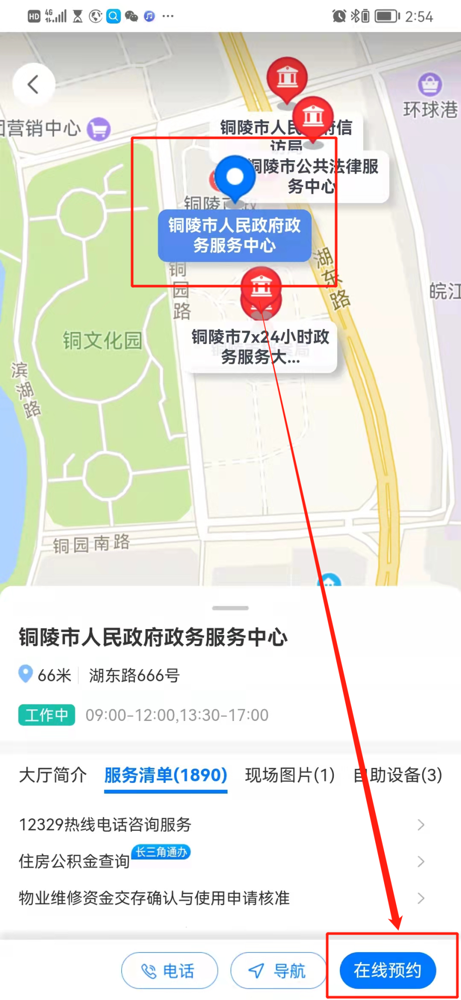 HD 4G 2:54
环球港
团营销中心
铜陵市人民政府信
访局
铜陵市公共法律服
务中心
铜陵市政
铜陵市人民政府政
务服务中心
湖东路
铜园路
皖江
铜文化园
铜陵市7x24小时政
务服务大...
滨湖路
铜园南路
铜陵市人民政府政务服务中心
66米 湖东路666号
工作中 09:00-12:00,13:30-17:00
大厅简介 服务清单(1890) 现场图片(1) 自助设备(3)
12329热线电话咨询服务
住房公积金查询 长三角通办
物业维修资金交存确认与使用申请核准
电话 导航 在线预约